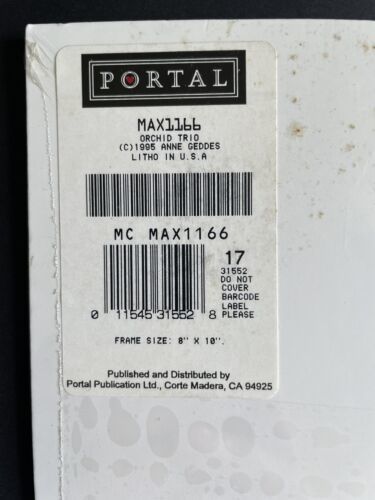 PORTAL
MAX1166
ORCHID TRIO
(C)1995 ANNE GEDDES
LITHO IN U.S.A
MC MAX1166
17
31552
DO NOT
COVER
BARCODE
LABEL
PLEASE
0 11545 31552 8
FRAME SIZE: 8" X 10".
Published and Distributed by
Portal Publication Ltd., Corte Madera, CA 94925